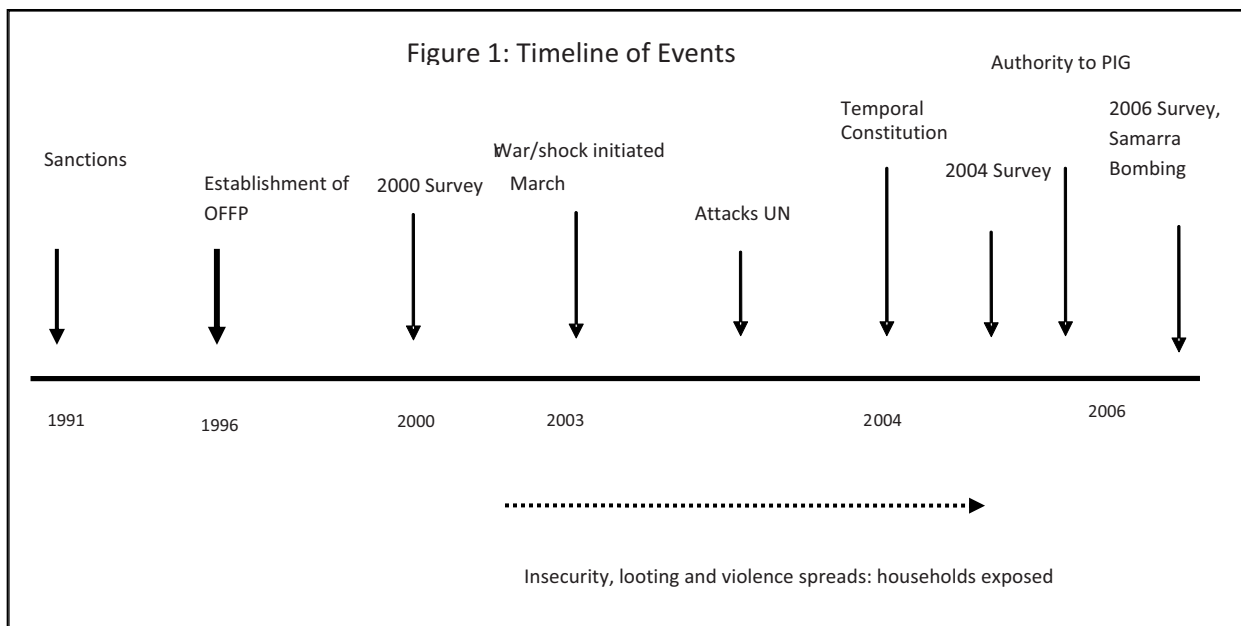 Figure 1: Timeline of Events
Authority to PIG
Temporal
Constitution
2006 Survey,
Samarra
Bombing
War/shock initiated
March
Sanctions
Establishment of
OFFP
2000 Survey
2004 Survey
Attacks UN
1991
1996
2000
2003
2004
2006
Insecurity, looting and violence spreads: households exposed